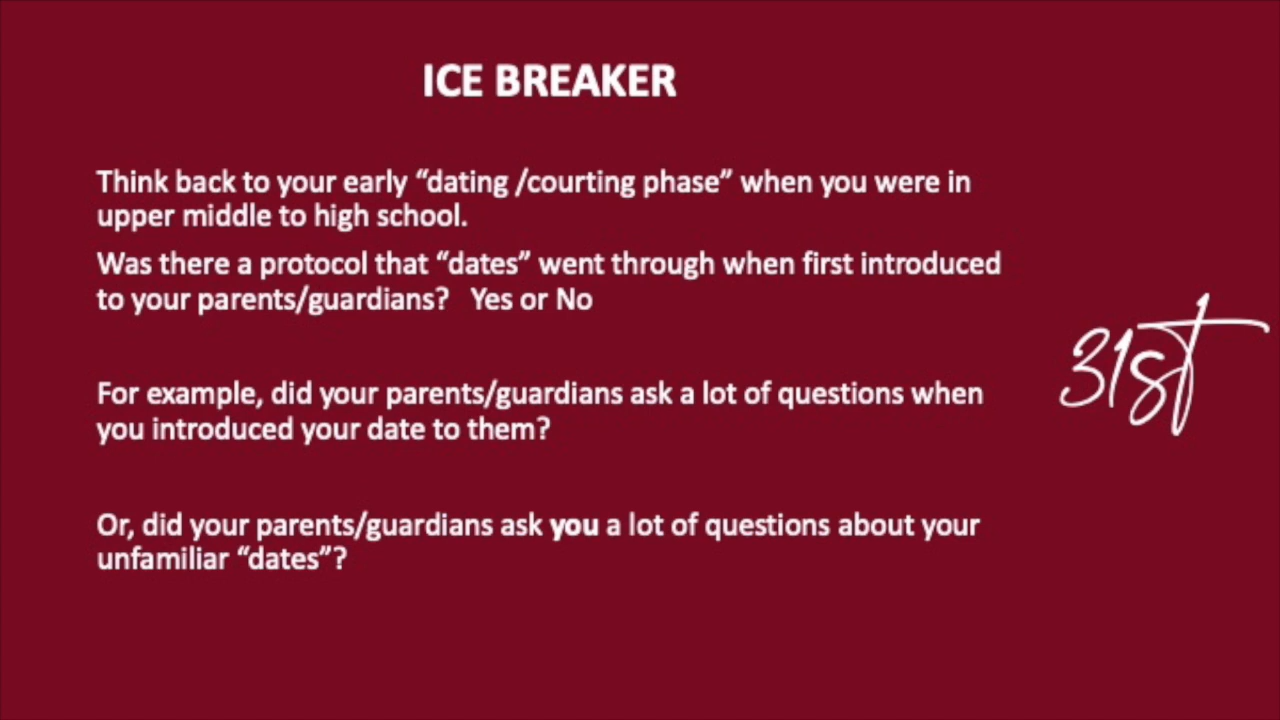 ICE BREAKER
Think back to your early “dating /courting phase” when you were in
upper middle to high school.
Was there a protocol that “dates” went through when first introduced
to your parents/guardians?   Yes or No
For example, did your parents/guardians ask a lot of questions when
you introduced your date to them?
31st
Or, did your parents/guardians ask you a lot of questions about your
unfamiliar “dates”?